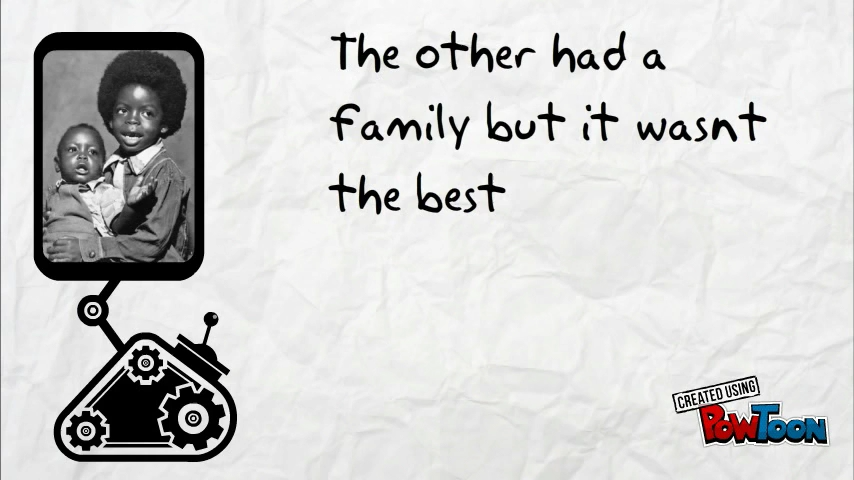 The other had a
family but it wasnt
the best
CREATED USING
POWTOON